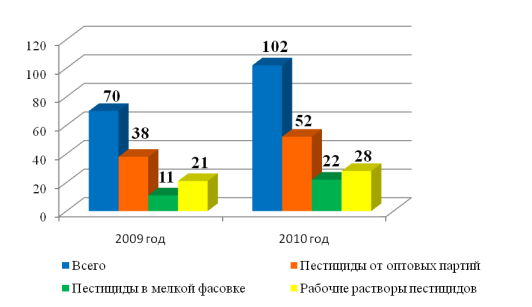 120
100
80
60
40
20
0
70
38
11
21
102
52
22
28
2009 год
2010 год
Всего
Пестициды от оптовых партий
Пестициды в мелкой фасовке
Рабочие растворы пестицидов